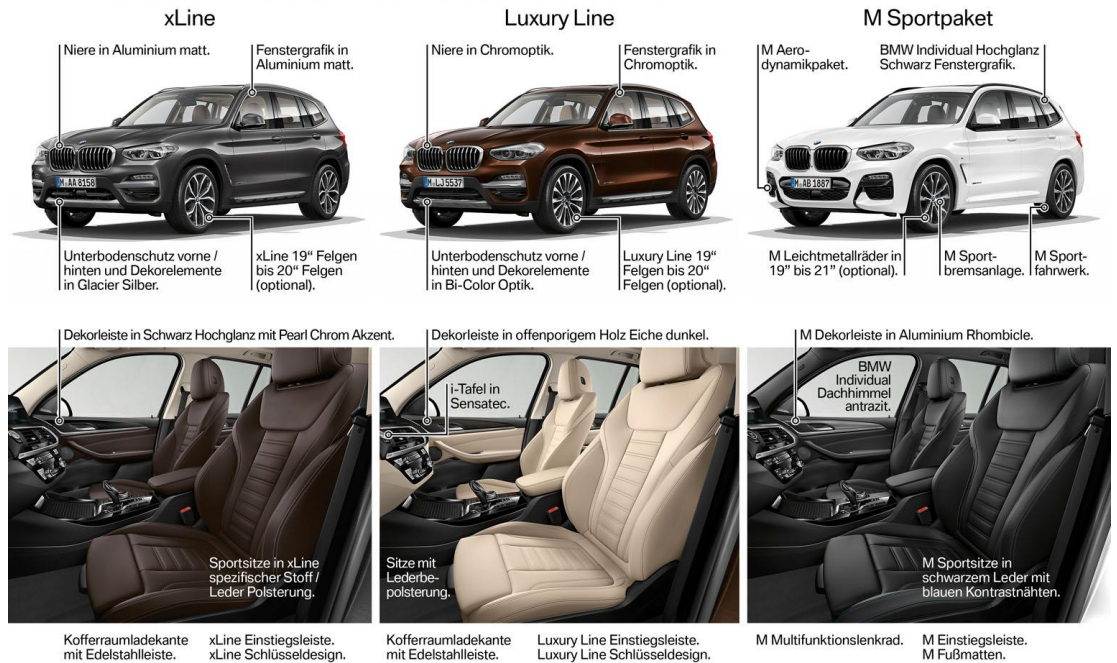 xLine
Niere in Aluminium matt.
Fenstergrafik in
Aluminium matt.
M AA 8158
Unterbodenschutz vorne /
hinten und Dekorelemente
in Glacier Silber.
xLine 19“ Felgen
bis 20“ Felgen
(optional).
Luxury Line
Niere in Chromoptik.
Fenstergrafik in
Chromoptik.
M LJ 5537
Unterbodenschutz vorne /
hinten und Dekorelemente
in Bi-Color Optik.
Luxury Line 19“
Felgen bis 20“
Felgen (optional).
M Sportpaket
M Aero-
dynamikpaket.
BMW Individual Hochglanz
Schwarz Fenstergrafik.
M AB 1887
M Leichtmetallräder in
19” bis 21” (optional).
M Sport-
bremsanlage.
M Sport-
fahrwerk.
Dekorleiste in Schwarz Hochglanz mit Pearl Chrom Akzent.
Sportsitze in xLine
spezifischer Stoff /
Leder Polsterung.
Kofferraumladekante
mit Edelstahlleiste.
xLine Einstiegsleiste.
xLine Schlüsseldesign.
Dekorleiste in offenporigem Holz Eiche dunkel.
i-Tafel in
Sensatec.
Sitze mit
Lederbe-
polsterung.
Kofferraumladekante
mit Edelstahlleiste.
Luxury Line Einstiegsleiste.
Luxury Line Schlüsseldesign.
M Dekorleiste in Aluminium Rhombicle.
BMW
Individual
Dachhimmel
antrazit.
M Sportsitze in
schwarzem Leder mit
blauen Kontrastnähten.
M Multifunktionslenkrad.
M Einstiegsleiste.
M Fußmatten.